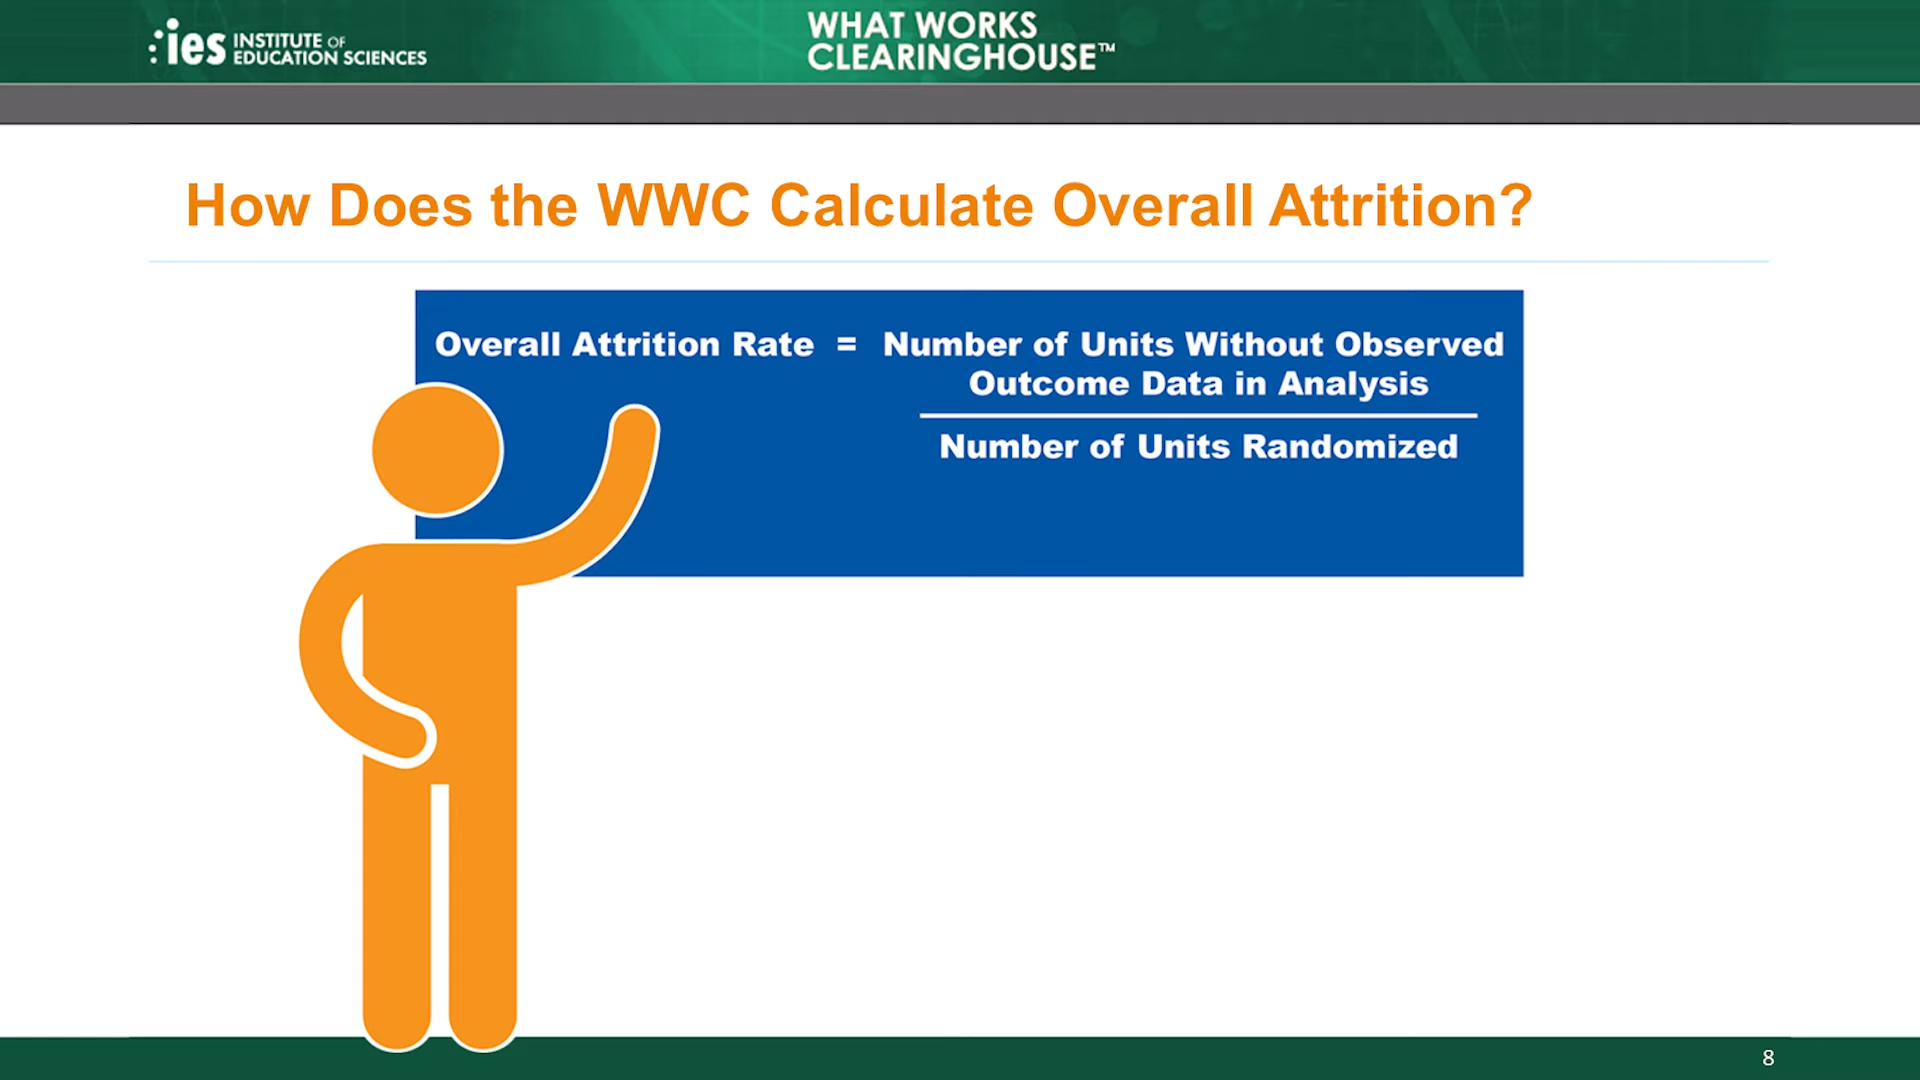 ies INSTITUTE OF
EDUCATION SCIENCES
WHAT WORKS
CLEARINGHOUSE™
How Does the WWC Calculate Overall Attrition?
Overall Attrition Rate = Number of Units Without Observed
Outcome Data in Analysis
Number of Units Randomized
8